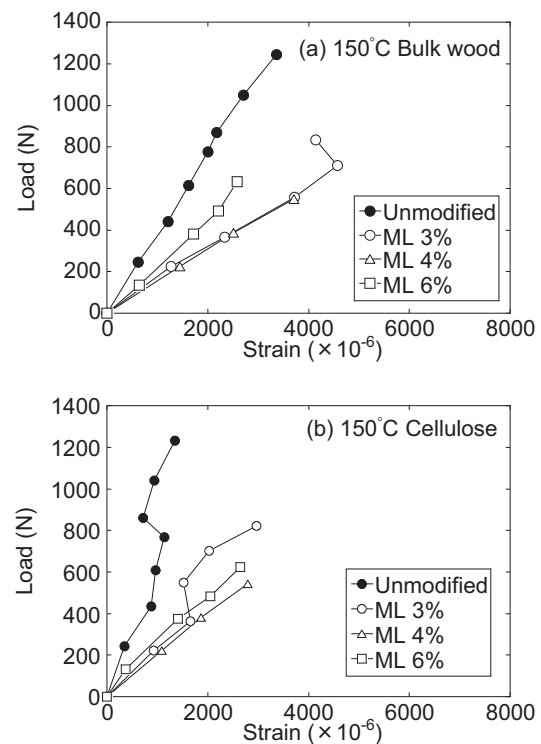 (a) 150°C Bulk wood
Load (N)
1400
1200
1000
800
600
400
200
0
Unmodified
ML 3%
ML 4%
ML 6%
0 2000 4000 6000 8000
Strain (×10-6)
(b) 150°C Cellulose
Load (N)
1400
1200
1000
800
600
400
200
0
Unmodified
ML 3%
ML 4%
ML 6%
0 2000 4000 6000 8000
Strain (×10-6)